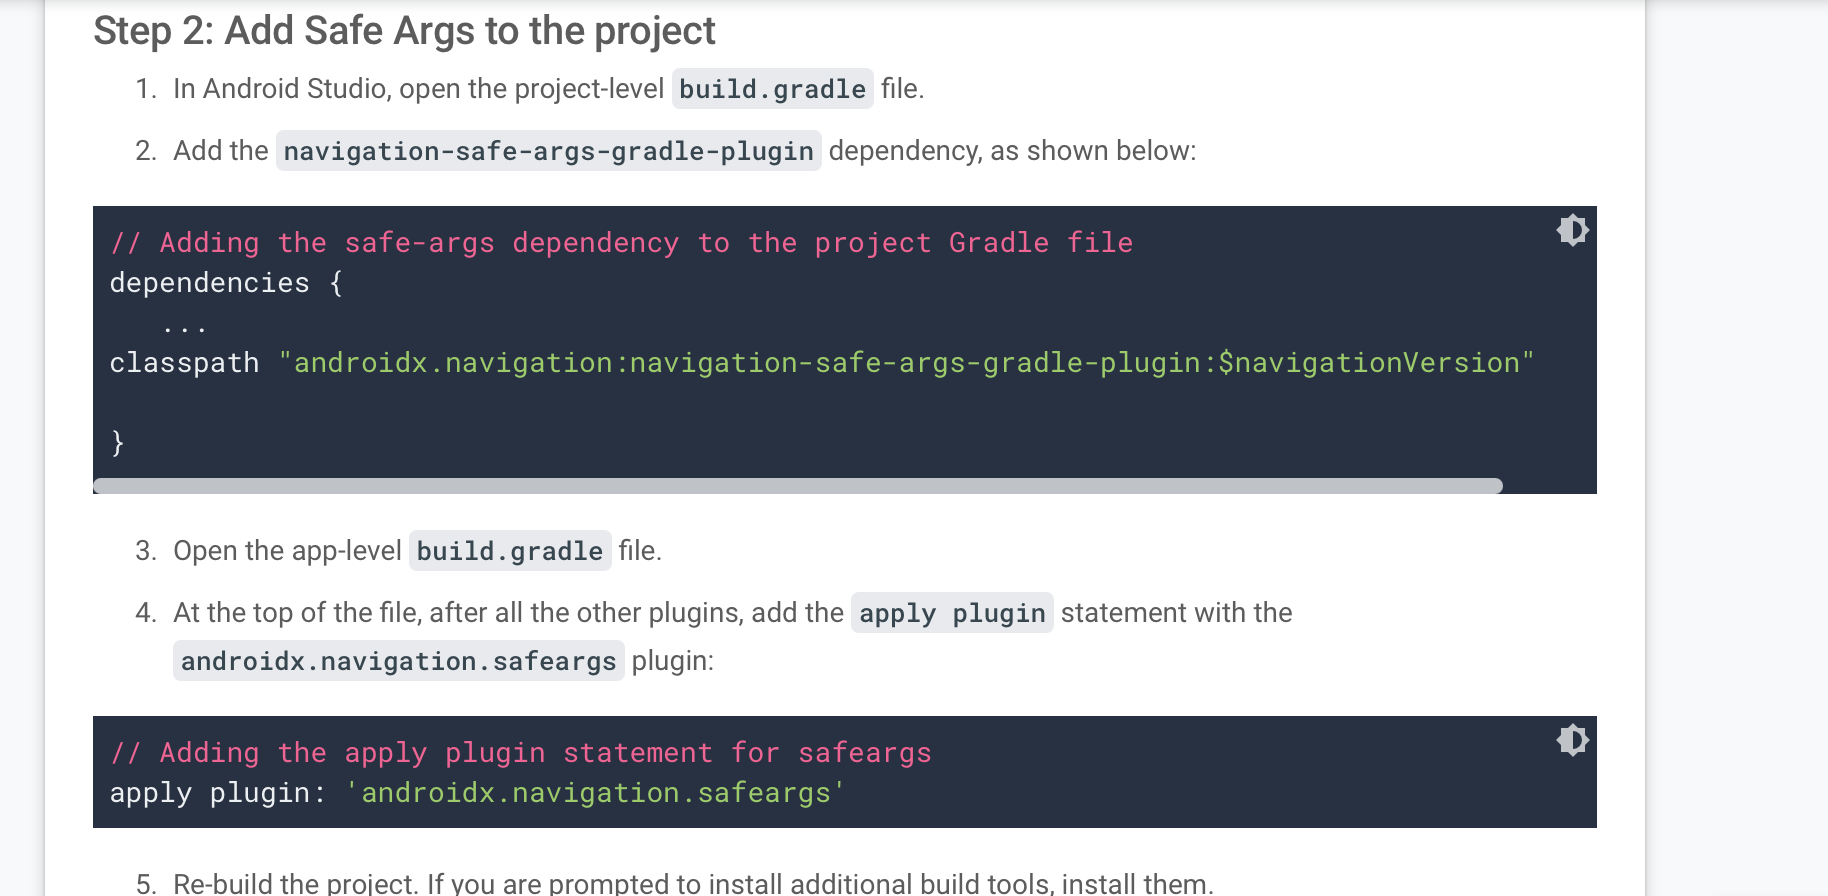 Step 2: Add Safe Args to the project
1. In Android Studio, open the project-level build.gradle file.
2. Add the navigation-safe-args-gradle-plugin dependency, as shown below:
// Adding the safe-args dependency to the project Gradle file
dependencies {
   ...
classpath "androidx.navigation:navigation-safe-args-gradle-plugin:$navigationVersion"
}
3. Open the app-level build.gradle file.
4. At the top of the file, after all the other plugins, add the apply plugin statement with the
androidx.navigation.safeargs plugin:
// Adding the apply plugin statement for safeargs
apply plugin: 'androidx.navigation.safeargs'
5. Re-build the project. If you are prompted to install additional build tools, install them.